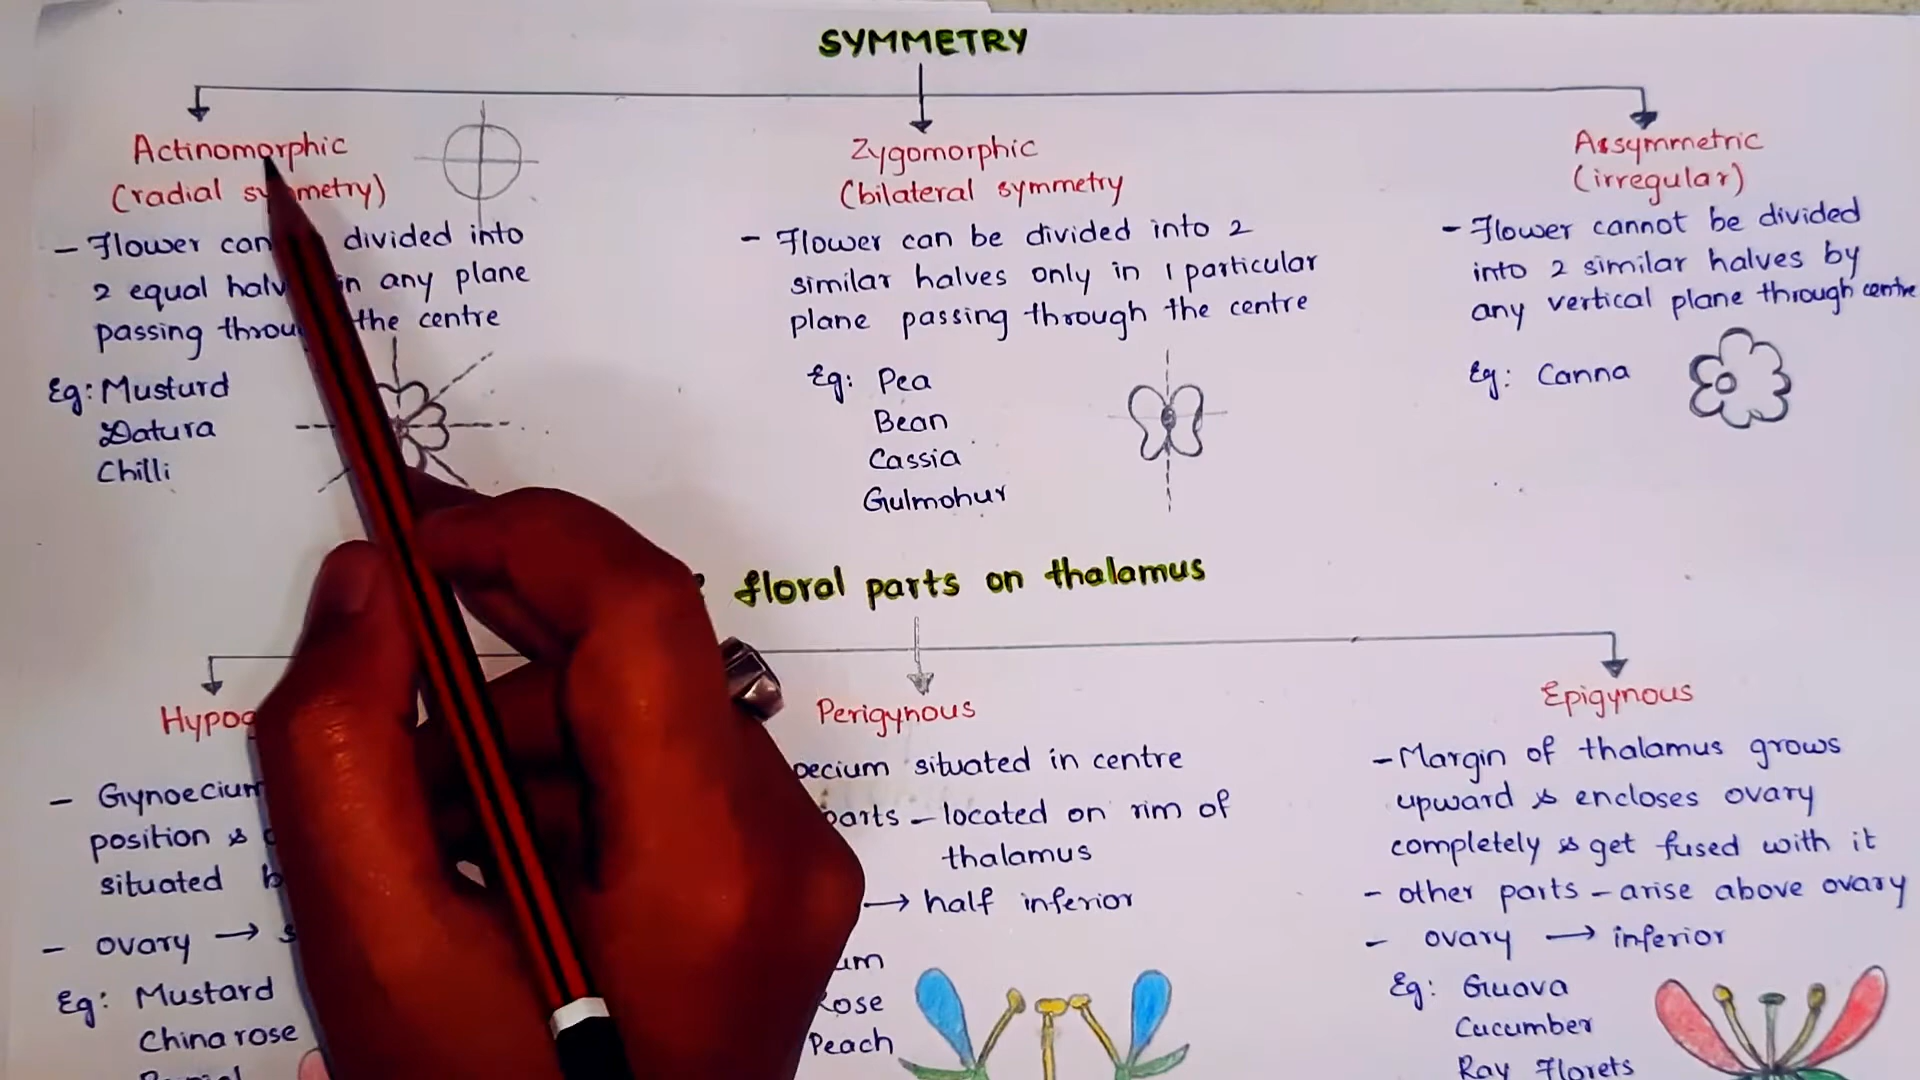 SYMMETRY
Actinomorphic
(radial symmetry)
- Flower can divided into
2 equal in any plane
passing the centre
Eg: Musturd
Datura
Chilli
Zygomorphic
(bilateral symmetry
- Flower can be divided into 2
similar halves only in 1 particular
plane passing through the centre
Eg: Pea
Bean
Cassia
Gulmohur
Assymmetric
(irregular)
- Flower cannot be divided
into 2 similar halves by
any vertical plane through centre
Eg: Canna
floral parts on thalamus
- Gynoecium
position &
situated
- ovary →
Eg: Mustard
China rose
Perigynous
situated in centre
parts - located on rim of
thalamus
→ half inferior
Rose
Peach
Epigynous
- Margin of thalamus grows
upward & encloses ovary
completely & get fused with it
- other parts - arise above ovary
- ovary → inferior
Eg: Guava
Cucumber
Ray Florets